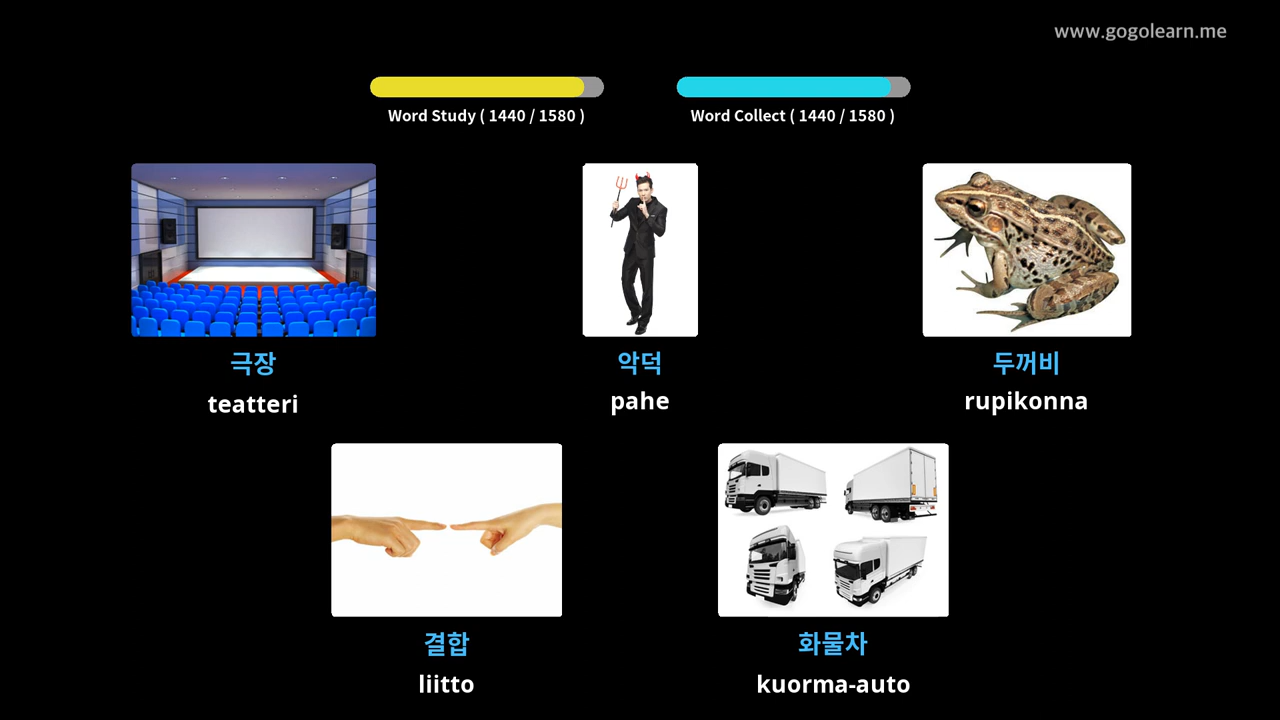 www.gogolearn.me
Word Study ( 1440 / 1580 )
Word Collect ( 1440 / 1580 )
극장
teatteri
악덕
pahe
두꺼비
rupikonna
결합
liitto
화물차
kuorma-auto